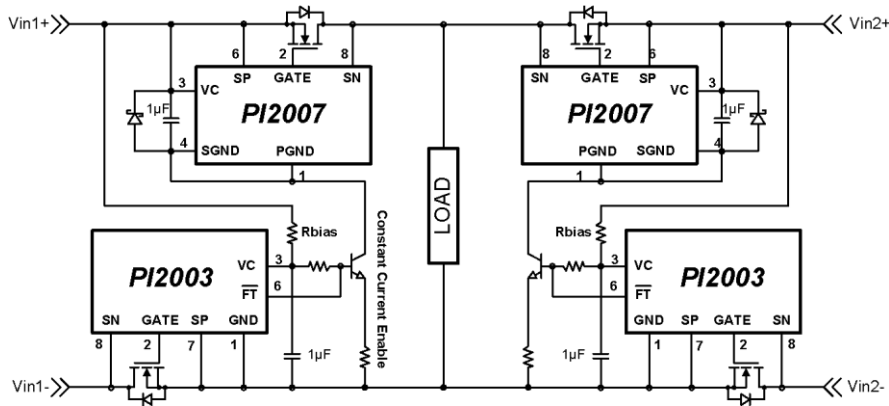 Vin1+
Vin2+
6
2
8
8
2
6
SP
GATE
SN
SN
GATE
SP
3
VC
VC
3
1µF
PI2007
PI2007
1µF
4
SGND
PGND
PGND
SGND
4
1
1
LOAD
Constant Current Enable
Rbias
Rbias
PI2003
VC
3
3
VC
PI2003
FT
6
6
FT
SN
GATE
SP
GND
GND
SP
GATE
SN
8
2
7
1
1µF
1µF
1
7
2
8
Vin1-
Vin2-